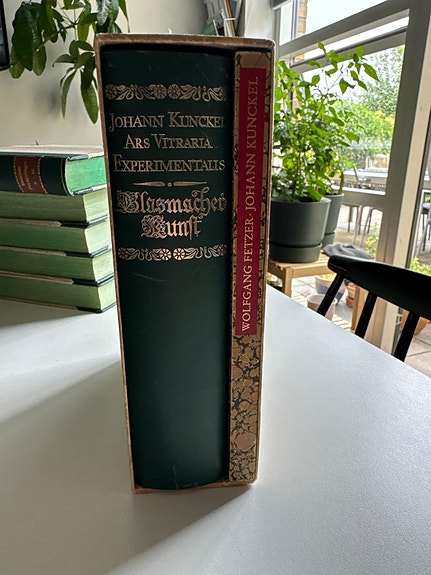 JOHANN KUNCKEL
ARS VITRARIA
EXPERIMENTALIS
Glasmacher
Kunst
WOLFGANG FETZER · JOHANN KUNCKEL